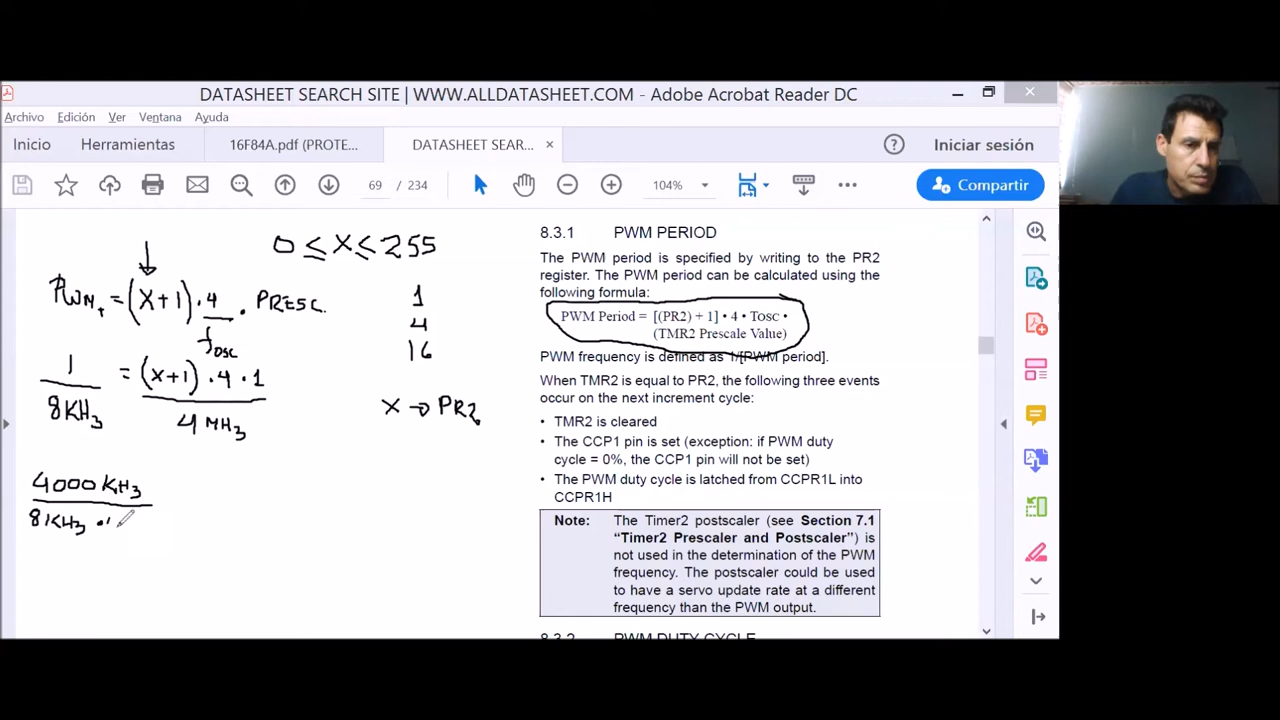 DATASHEET SEARCH SITE | WWW.ALLDATASHEET.COM - Adobe Acrobat Reader DC
Archivo Edición Ver Ventana Ayuda
Inicio Herramientas 16F84A.pdf (PROTE... DATASHEET SEAR... × Iniciar sesión
69 / 234 104% Compartir
0 ≤ X ≤ 255
PWM_T = (X+1) · 4 · PRESC.
fosc
1
4
16
1 = (X+1) · 4 · 1
8KHz 4 MHz
X → PR2
4000 KHz
8KHz ·
8.3.1 PWM PERIOD
The PWM period is specified by writing to the PR2
register. The PWM period can be calculated using the
following formula:
PWM Period = [(PR2) + 1] • 4 • Tosc •
(TMR2 Prescale Value)
PWM frequency is defined as 1/[PWM period].
When TMR2 is equal to PR2, the following three events
occur on the next increment cycle:
• TMR2 is cleared
• The CCP1 pin is set (exception: if PWM duty
cycle = 0%, the CCP1 pin will not be set)
• The PWM duty cycle is latched from CCPR1L into
CCPR1H
Note: The Timer2 postscaler (see Section 7.1
"Timer2 Prescaler and Postscaler") is
not used in the determination of the PWM
frequency. The postscaler could be used
to have a servo update rate at a different
frequency than the PWM output.
8.3.2 PWM DUTY CYCLE